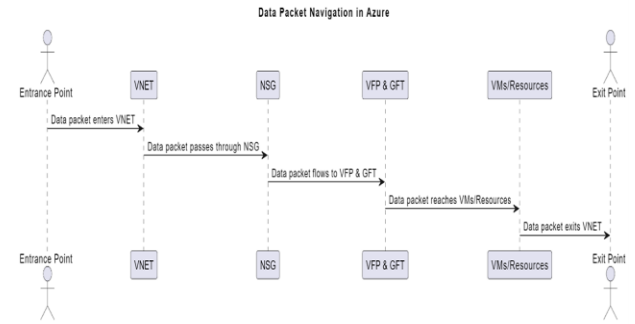 Data Packet Navigation in Azure
Entrance Point
VNET
NSG
VFP & GFT
VMs/Resources
Exit Point
Data packet enters VNET
Data packet passes through NSG
Data packet flows to VFP & GFT
Data packet reaches VMs/Resources
Data packet exits VNET
Entrance Point
VNET
NSG
VFP & GFT
VMs/Resources
Exit Point